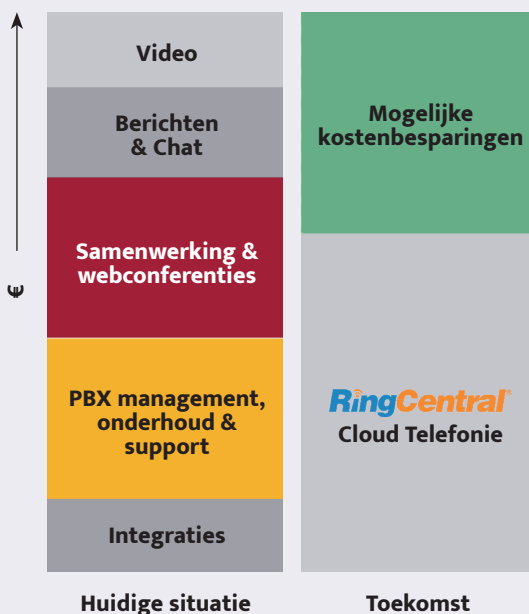 Video
Berichten
& Chat
Samenwerking &
webconferenties
PBX management,
onderhoud &
support
Integraties
Huidige situatie
Mogelijke
kostenbesparingen
RingCentral®
Cloud Telefonie
Toekomst
€